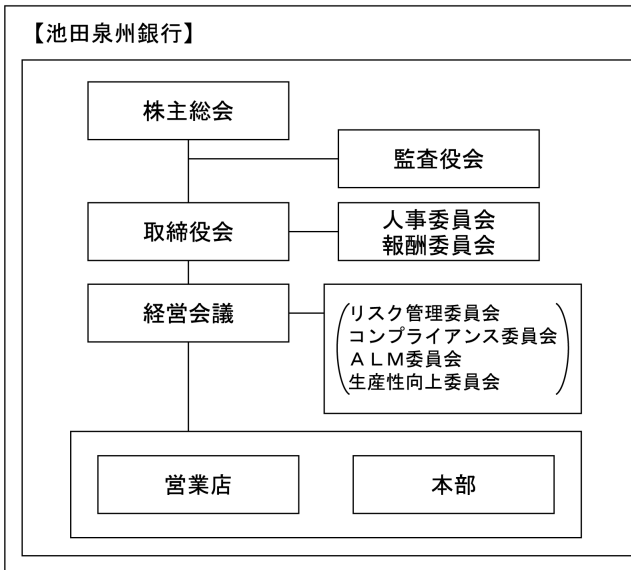 【池田泉州銀行】
株主総会
監査役会
取締役会
人事委員会
報酬委員会
経営会議
リスク管理委員会
コンプライアンス委員会
ＡＬＭ委員会
生産性向上委員会
営業店
本部